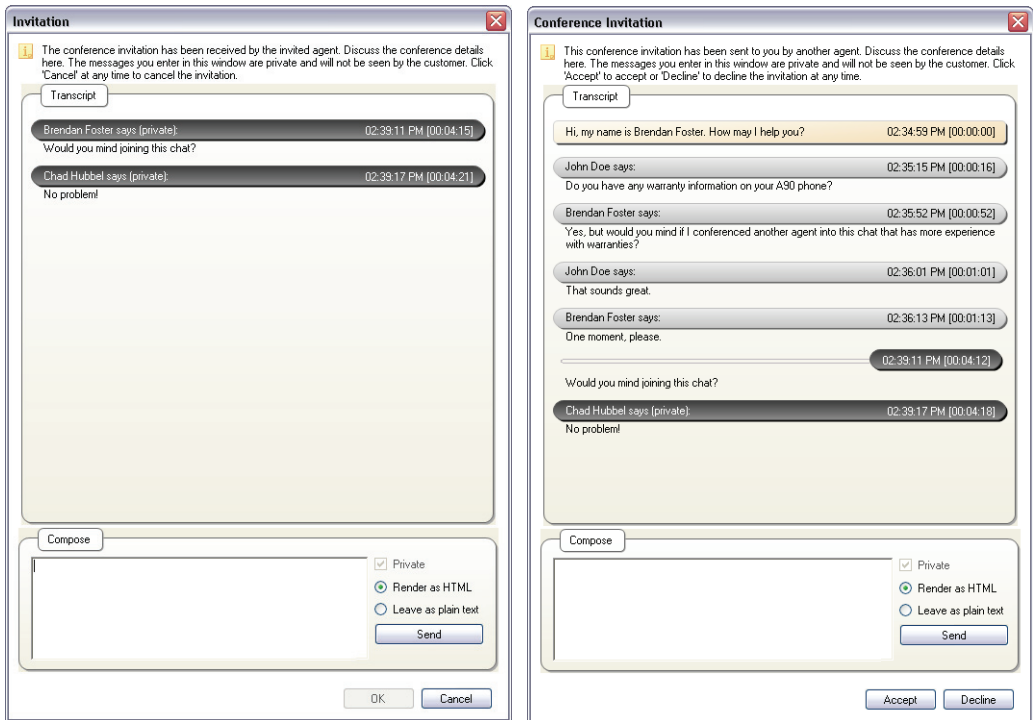 Invitation
The conference invitation has been received by the invited agent. Discuss the conference details
here. The messages you enter in this window are private and will not be seen by the customer. Click
'Cancel' at any time to cancel the invitation.
Transcript
Brendan Foster says (private): 02:39:11 PM [00:04:15]
Would you mind joining this chat?
Chad Hubbel says (private): 02:39:17 PM [00:04:21]
No problem!
Compose
Private
Render as HTML
Leave as plain text
Send
OK Cancel
Conference Invitation
This conference invitation has been sent to you by another agent. Discuss the conference details
here. The messages you enter in this window are private and will not be seen by the customer. Click
'Accept' to accept or 'Decline' to decline the invitation at any time.
Transcript
Hi, my name is Brendan Foster. How may I help you? 02:34:59 PM [00:00:00]
John Doe says: 02:35:15 PM [00:00:16]
Do you have any warranty information on your A90 phone?
Brendan Foster says: 02:35:52 PM [00:00:52]
Yes, but would you mind if I conferenced another agent into this chat that has more experience
with warranties?
John Doe says: 02:36:01 PM [00:01:01]
That sounds great.
Brendan Foster says: 02:36:13 PM [00:01:13]
One moment, please.
02:39:11 PM [00:04:12]
Would you mind joining this chat?
Chad Hubbel says (private): 02:39:17 PM [00:04:18]
No problem!
Compose
Private
Render as HTML
Leave as plain text
Send
Accept Decline